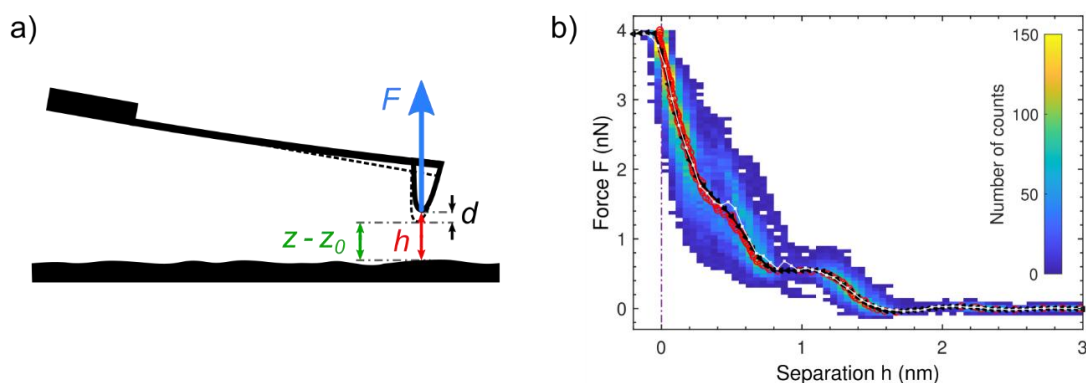 a)
F
d
z - z0
h
b)
Force F (nN)
4
3
2
1
0
0
1
2
3
Separation h (nm)
Number of counts
150
100
50
0